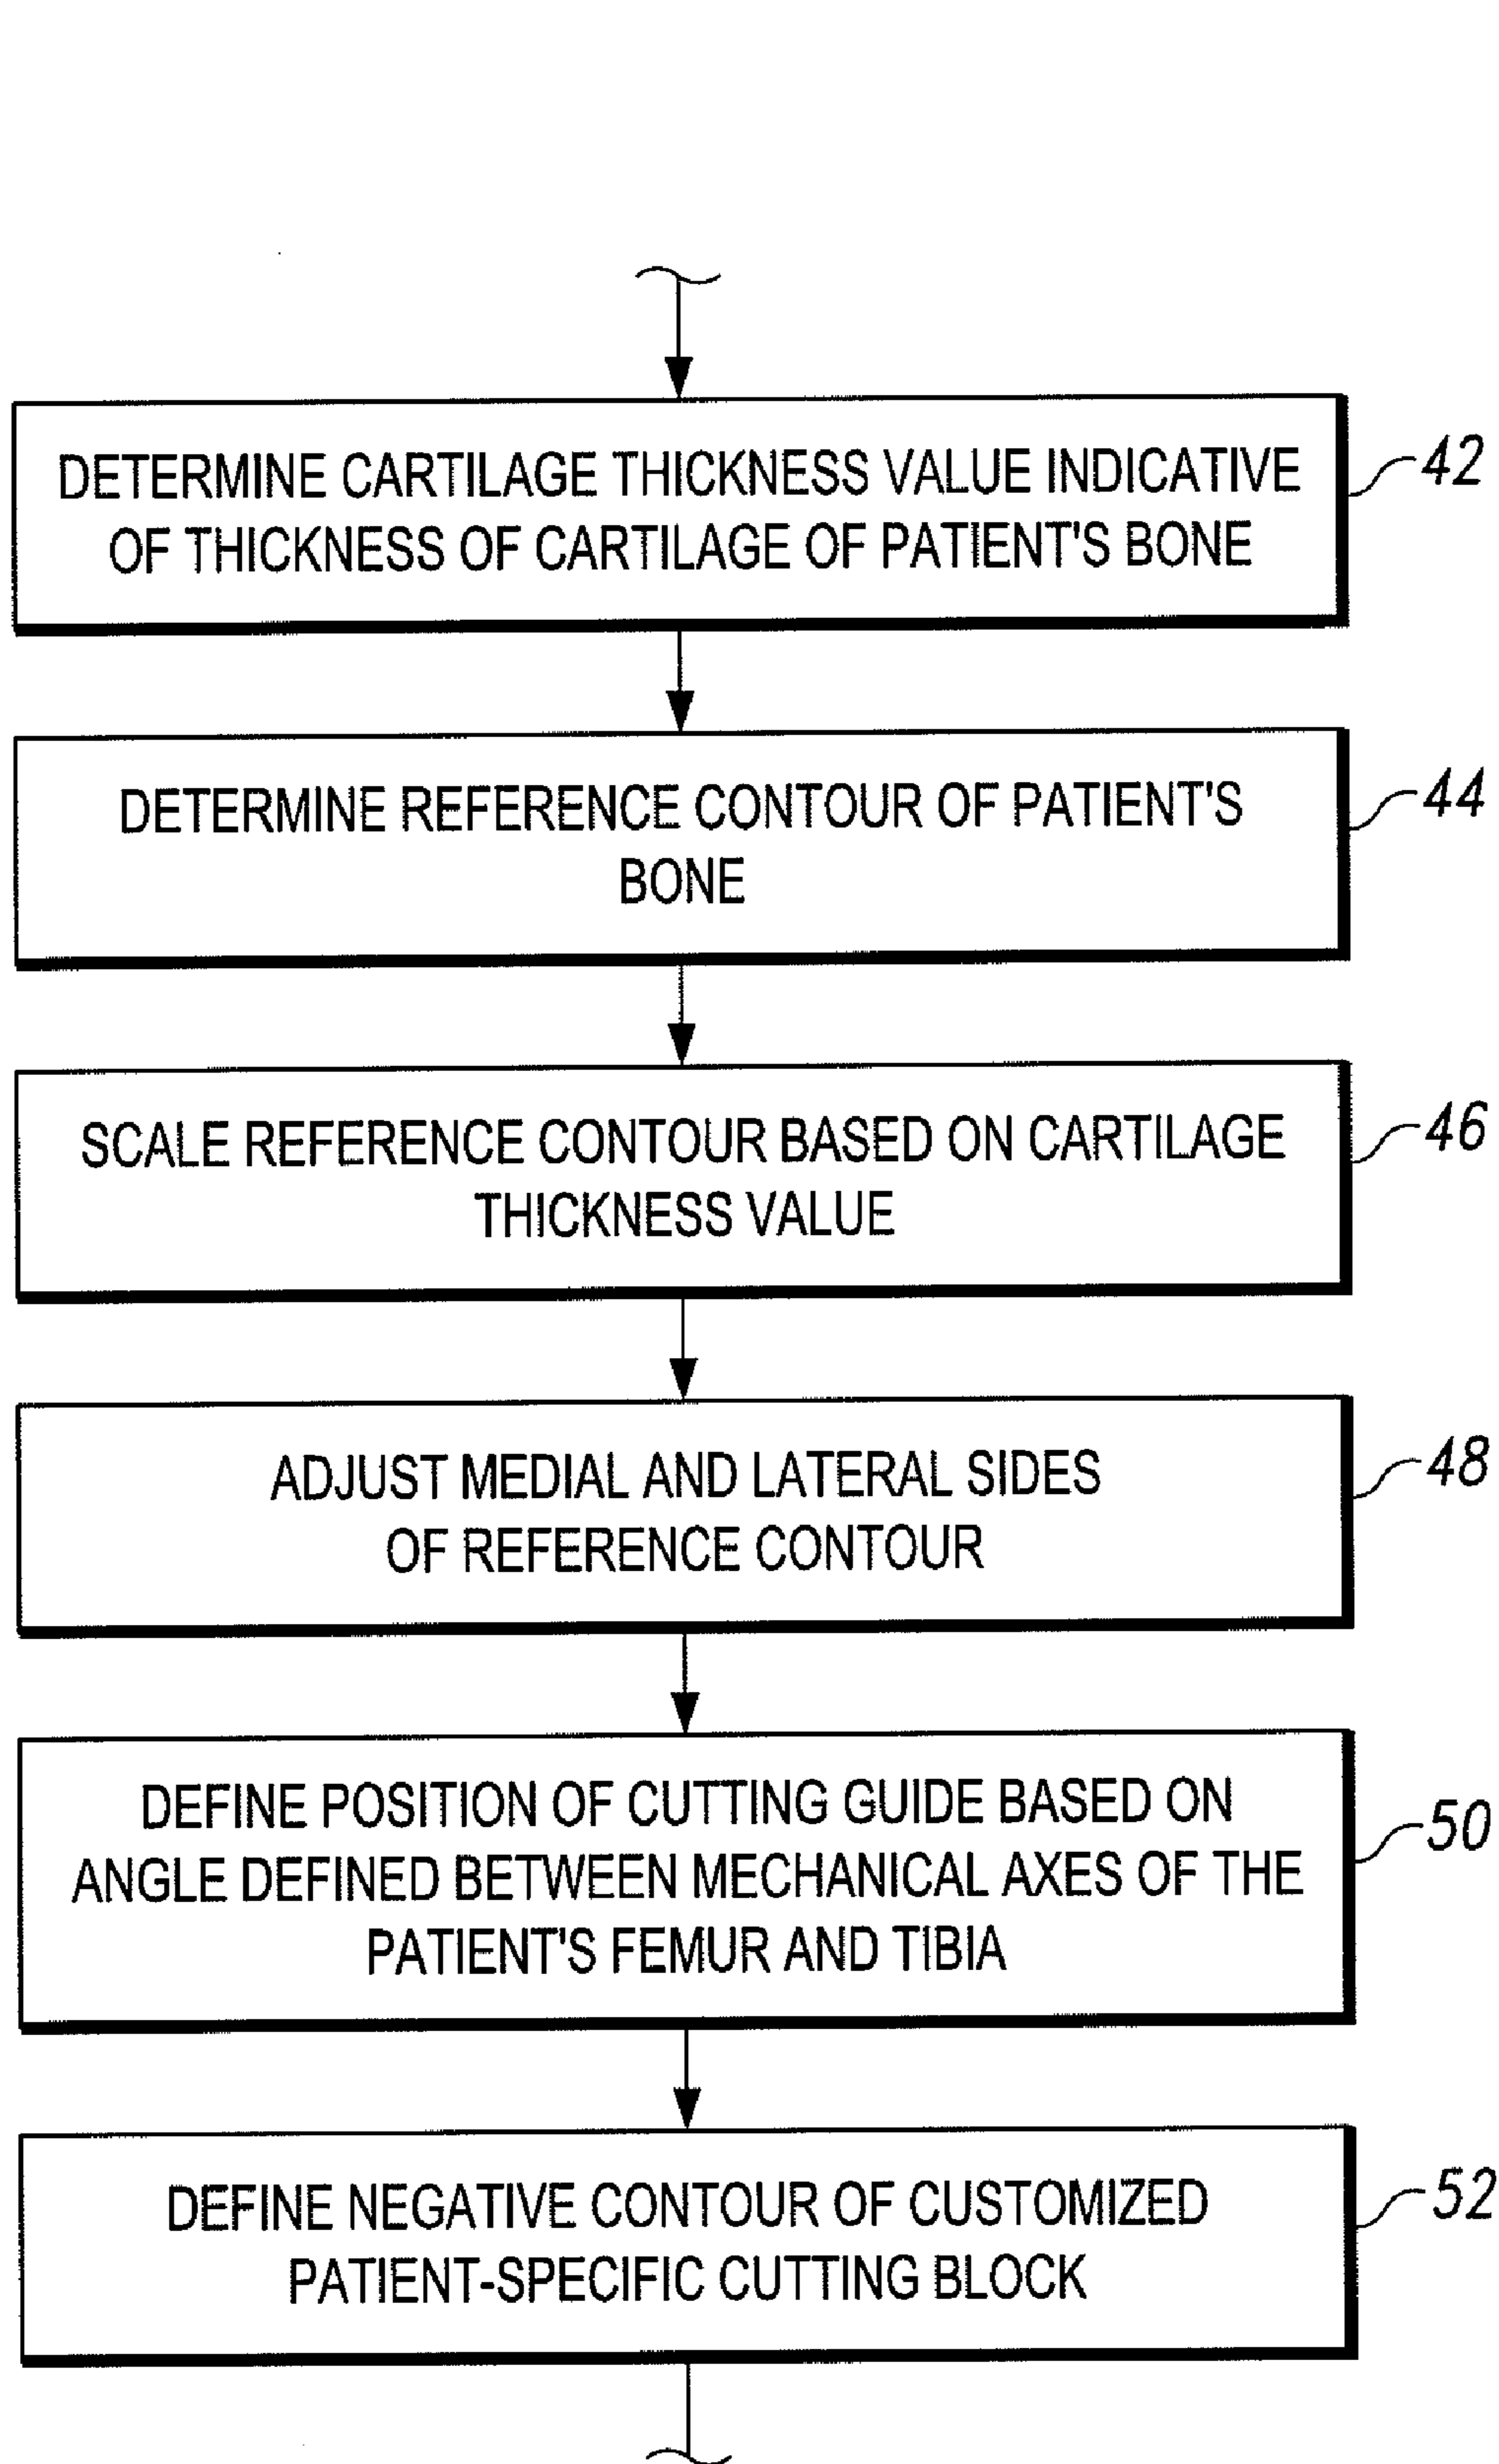 DETERMINE CARTILAGE THICKNESS VALUE INDICATIVE
OF THICKNESS OF CARTILAGE OF PATIENT'S BONE
42
DETERMINE REFERENCE CONTOUR OF PATIENT'S
BONE
44
SCALE REFERENCE CONTOUR BASED ON CARTILAGE
THICKNESS VALUE
46
ADJUST MEDIAL AND LATERAL SIDES
OF REFERENCE CONTOUR
48
DEFINE POSITION OF CUTTING GUIDE BASED ON
ANGLE DEFINED BETWEEN MECHANICAL AXES OF THE
PATIENT'S FEMUR AND TIBIA
50
DEFINE NEGATIVE CONTOUR OF CUSTOMIZED
PATIENT-SPECIFIC CUTTING BLOCK
52